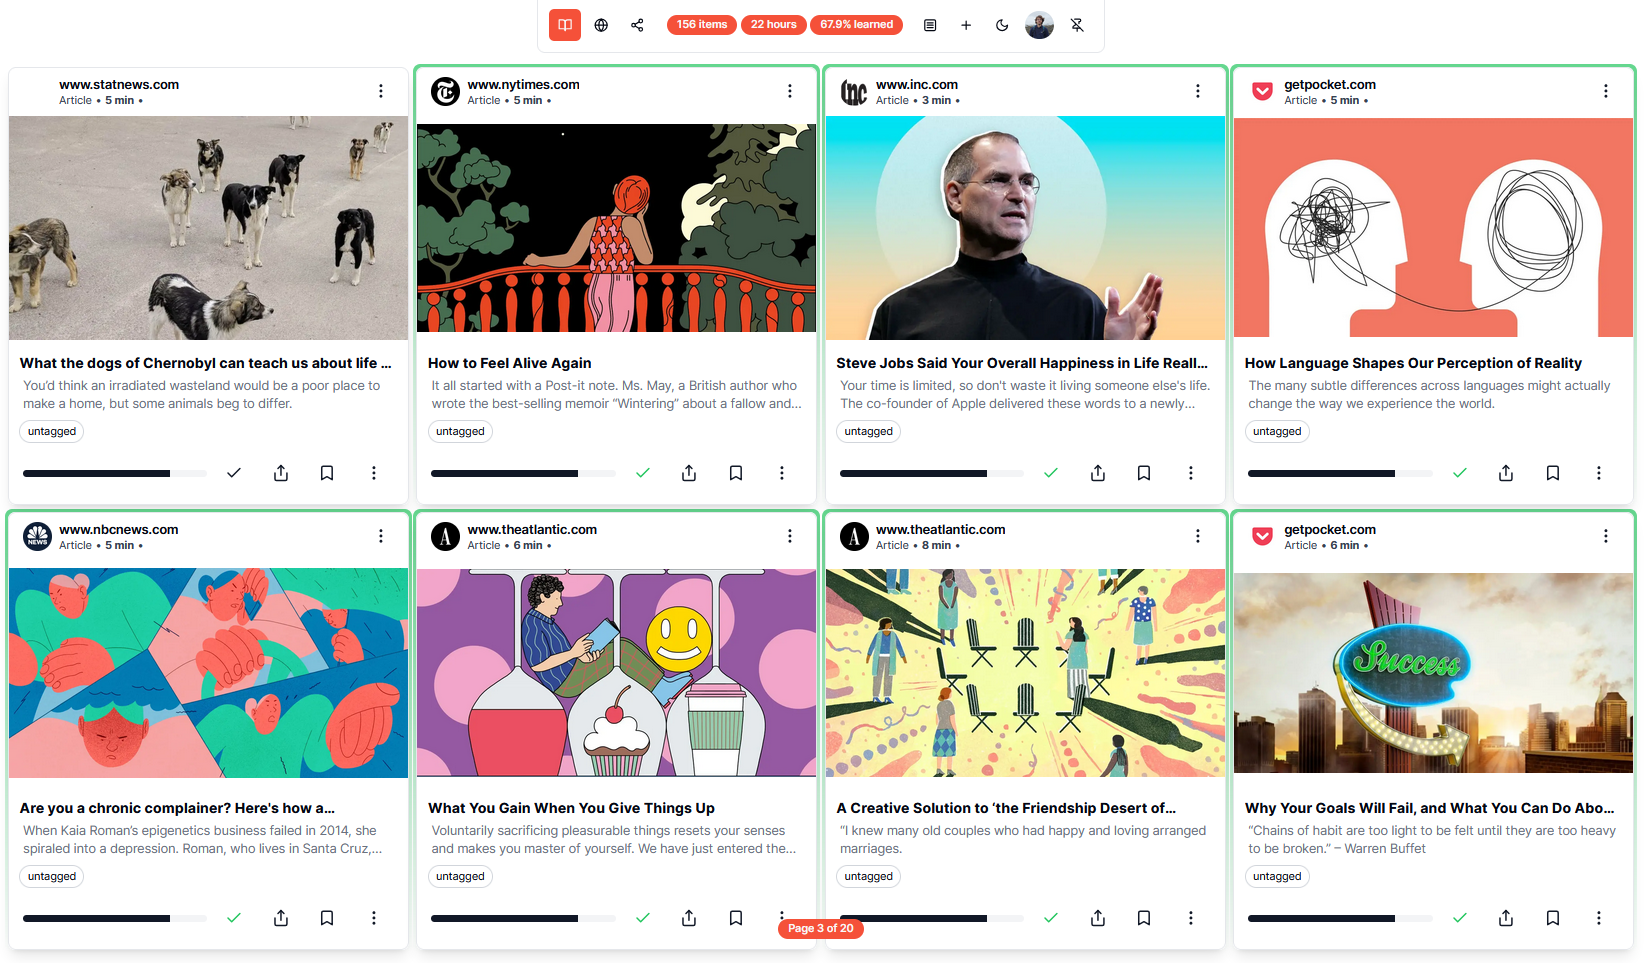 156 items 22 hours 67.9% learned
www.statnews.com
Article • 5 min •
What the dogs of Chernobyl can teach us about life ...
You'd think an irradiated wasteland would be a poor place to
make a home, but some animals beg to differ.
untagged
www.nytimes.com
Article • 5 min •
How to Feel Alive Again
It all started with a Post-it note. Ms. May, a British author who
wrote the best-selling memoir “Wintering” about a fallow and...
untagged
Inc.
www.inc.com
Article • 3 min •
Steve Jobs Said Your Overall Happiness in Life Reall...
Your time is limited, so don't waste it living someone else's life.
The co-founder of Apple delivered these words to a newly...
untagged
getpocket.com
Article • 5 min •
How Language Shapes Our Perception of Reality
The many subtle differences across languages might actually
change the way we experience the world.
untagged
NEWS
www.nbcnews.com
Article • 5 min •
Are you a chronic complainer? Here's how a...
When Kaia Roman’s epigenetics business failed in 2014, she
spiraled into a depression. Roman, who lives in Santa Cruz,...
untagged
A
www.theatlantic.com
Article • 6 min •
What You Gain When You Give Things Up
Voluntarily sacrificing pleasurable things resets your senses
and makes you master of yourself. We have just entered the...
untagged
A
www.theatlantic.com
Article • 8 min •
A Creative Solution to ‘the Friendship Desert of...
“I knew many old couples who had happy and loving arranged
marriages.
untagged
getpocket.com
Article • 6 min •
Success
Why Your Goals Will Fail, and What You Can Do Abo...
“Chains of habit are too light to be felt until they are too heavy
to be broken.” – Warren Buffet
untagged
Page 3 of 20